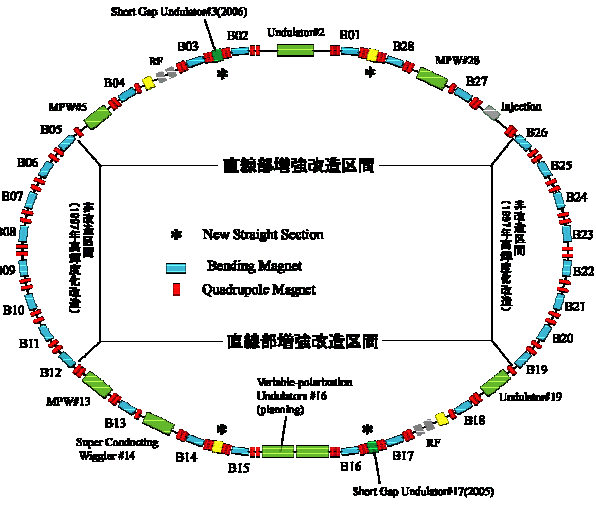 Short Gap Undulator#3(2006)
Undulator#2
B03
B02
B01
B28
RF
MPW#28
B04
B27
MPW#5
Injection
B05
B26
B06
直線部増強改造区間
B25
B07
B24
B08
* New Straight Section
B23
B09
Bending Magnet
B22
Quadrupole Magnet
B10
B21
B11
直線部増強改造区間
B20
B12
B19
MPW#13
Variable-polarization
Undulators #16
(planning)
Undulator#19
B13
B18
Super Conducting
Wiggler #14
B14
B15
B16
B17
RF
Short Gap Undulator#17(2005)